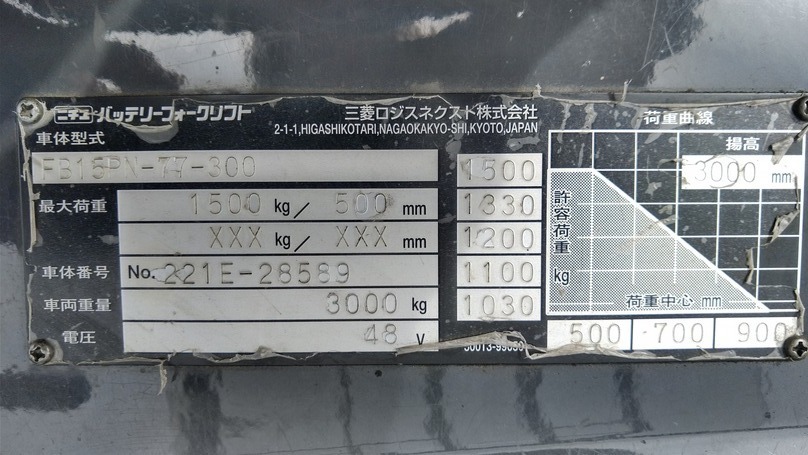 ニチユ バッテリーフォークリフト
三菱ロジスネクスト株式会社
2-1-1,HIGASHIKOTARI,NAGAOKAKYO-SHI,KYOTO,JAPAN
車体型式
FB15PN-77-300
最大荷重 1500 kg/ 500 mm
XXX kg/ XXX mm
車体番号 No. 221E-28589
車両重量 3000 kg
電圧 48 V
1500
1330
1200
1100
1030
荷重曲線
揚高
3000 mm
許容荷重 kg
荷重中心 mm
500 700 900